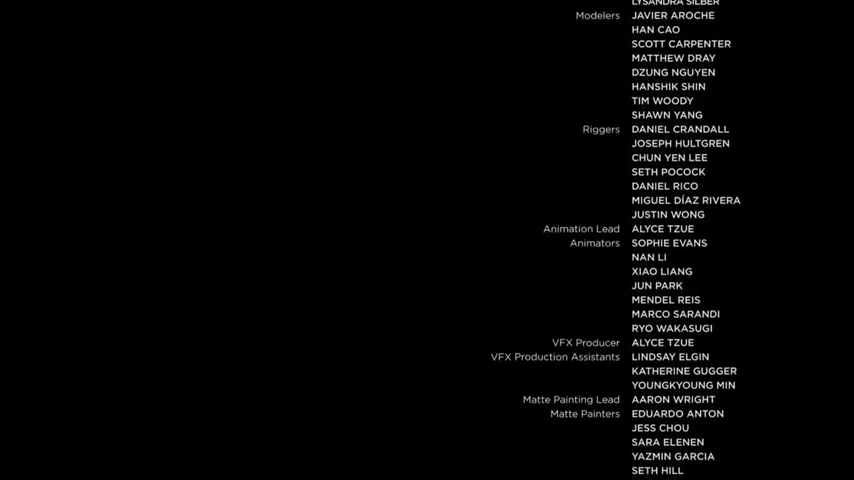 LYSANDRA SILBER
Modelers JAVIER AROCHE
HAN CAO
SCOTT CARPENTER
MATTHEW DRAY
DZUNG NGUYEN
HANSHIK SHIN
TIM WOODY
SHAWN YANG
Riggers DANIEL CRANDALL
JOSEPH HULTGREN
CHUN YEN LEE
SETH POCOCK
DANIEL RICO
MIGUEL DÍAZ RIVERA
JUSTIN WONG
Animation Lead ALYCE TZUE
Animators SOPHIE EVANS
NAN LI
XIAO LIANG
JUN PARK
MENDEL REIS
MARCO SARANDI
RYO WAKASUGI
VFX Producer ALYCE TZUE
VFX Production Assistants LINDSAY ELGIN
KATHERINE GUGGER
YOUNGKYOUNG MIN
Matte Painting Lead AARON WRIGHT
Matte Painters EDUARDO ANTON
JESS CHOU
SARA ELENEN
YAZMIN GARCIA
SETH HILL